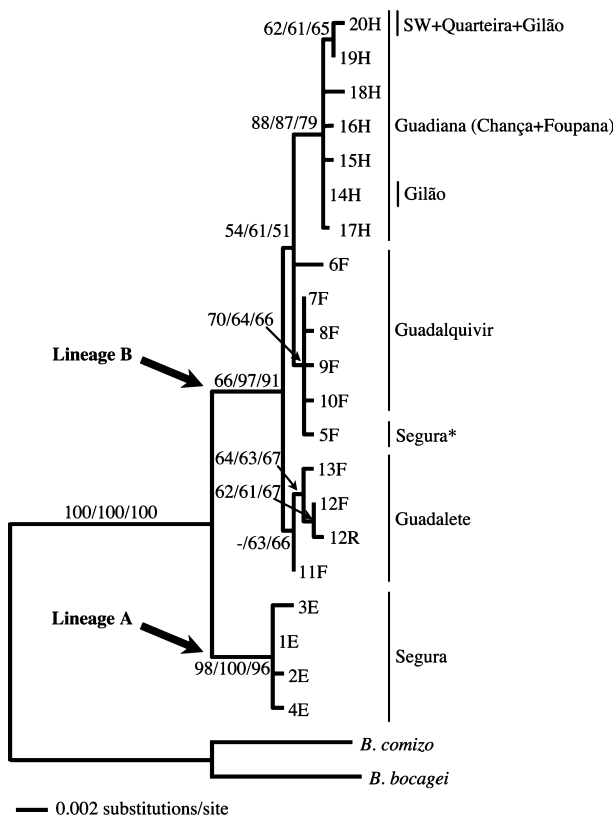 62/61/65
20H
SW+Quarteira+Gilão
19H
18H
88/87/79
16H
Guadiana (Chança+Foupana)
15H
14H
Gilão
17H
54/61/51
6F
7F
70/64/66
8F
Guadalquivir
9F
Lineage B
66/97/91
10F
5F
Segura*
64/63/67
13F
62/61/67
12F
Guadalete
100/100/100
12R
-/63/66
11F
3E
Lineage A
1E
Segura
98/100/96
2E
4E
B. comizo
B. bocagei
0.002 substitutions/site